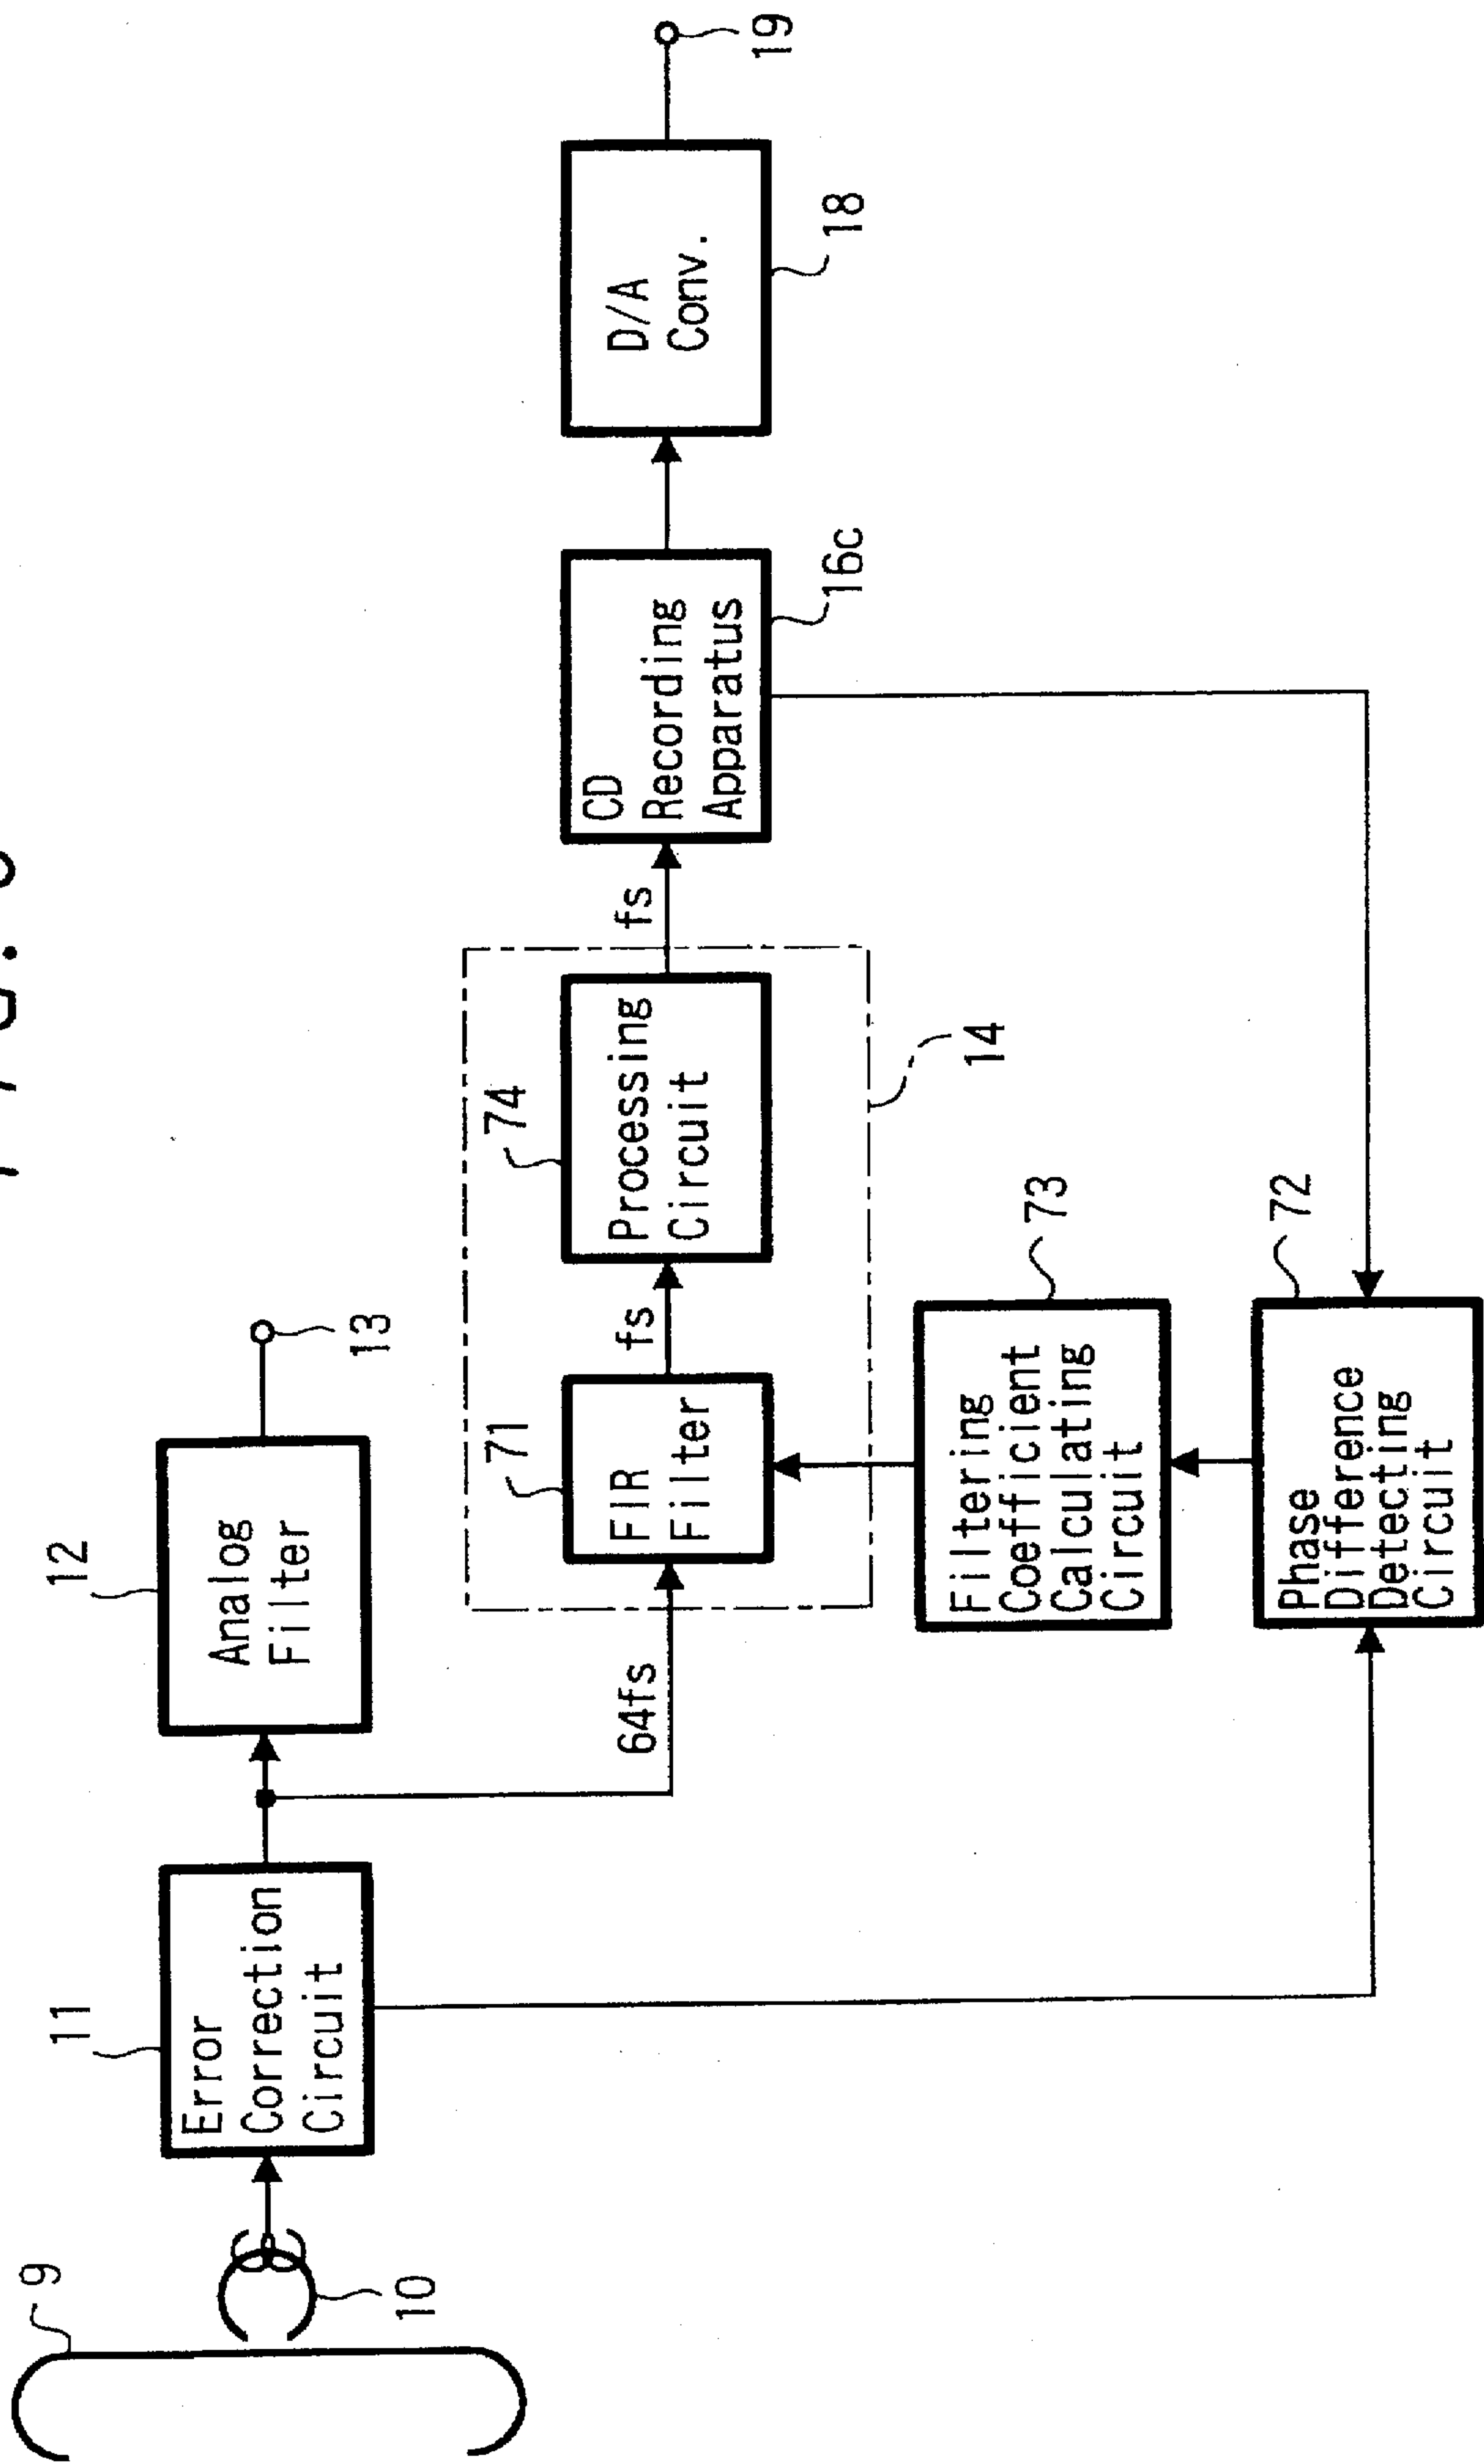 9
10
11
Error
Correction
Circuit
12
Analog
Filter
13
64fs
71
FIR
Filter
fs
74
Processing
Circuit
14
fs
CD
Recording
Apparatus
16c
D/A
Conv.
18
19
73
Filtering
Coefficient
Calculating
Circuit
72
Phase
Difference
Detecting
Circuit